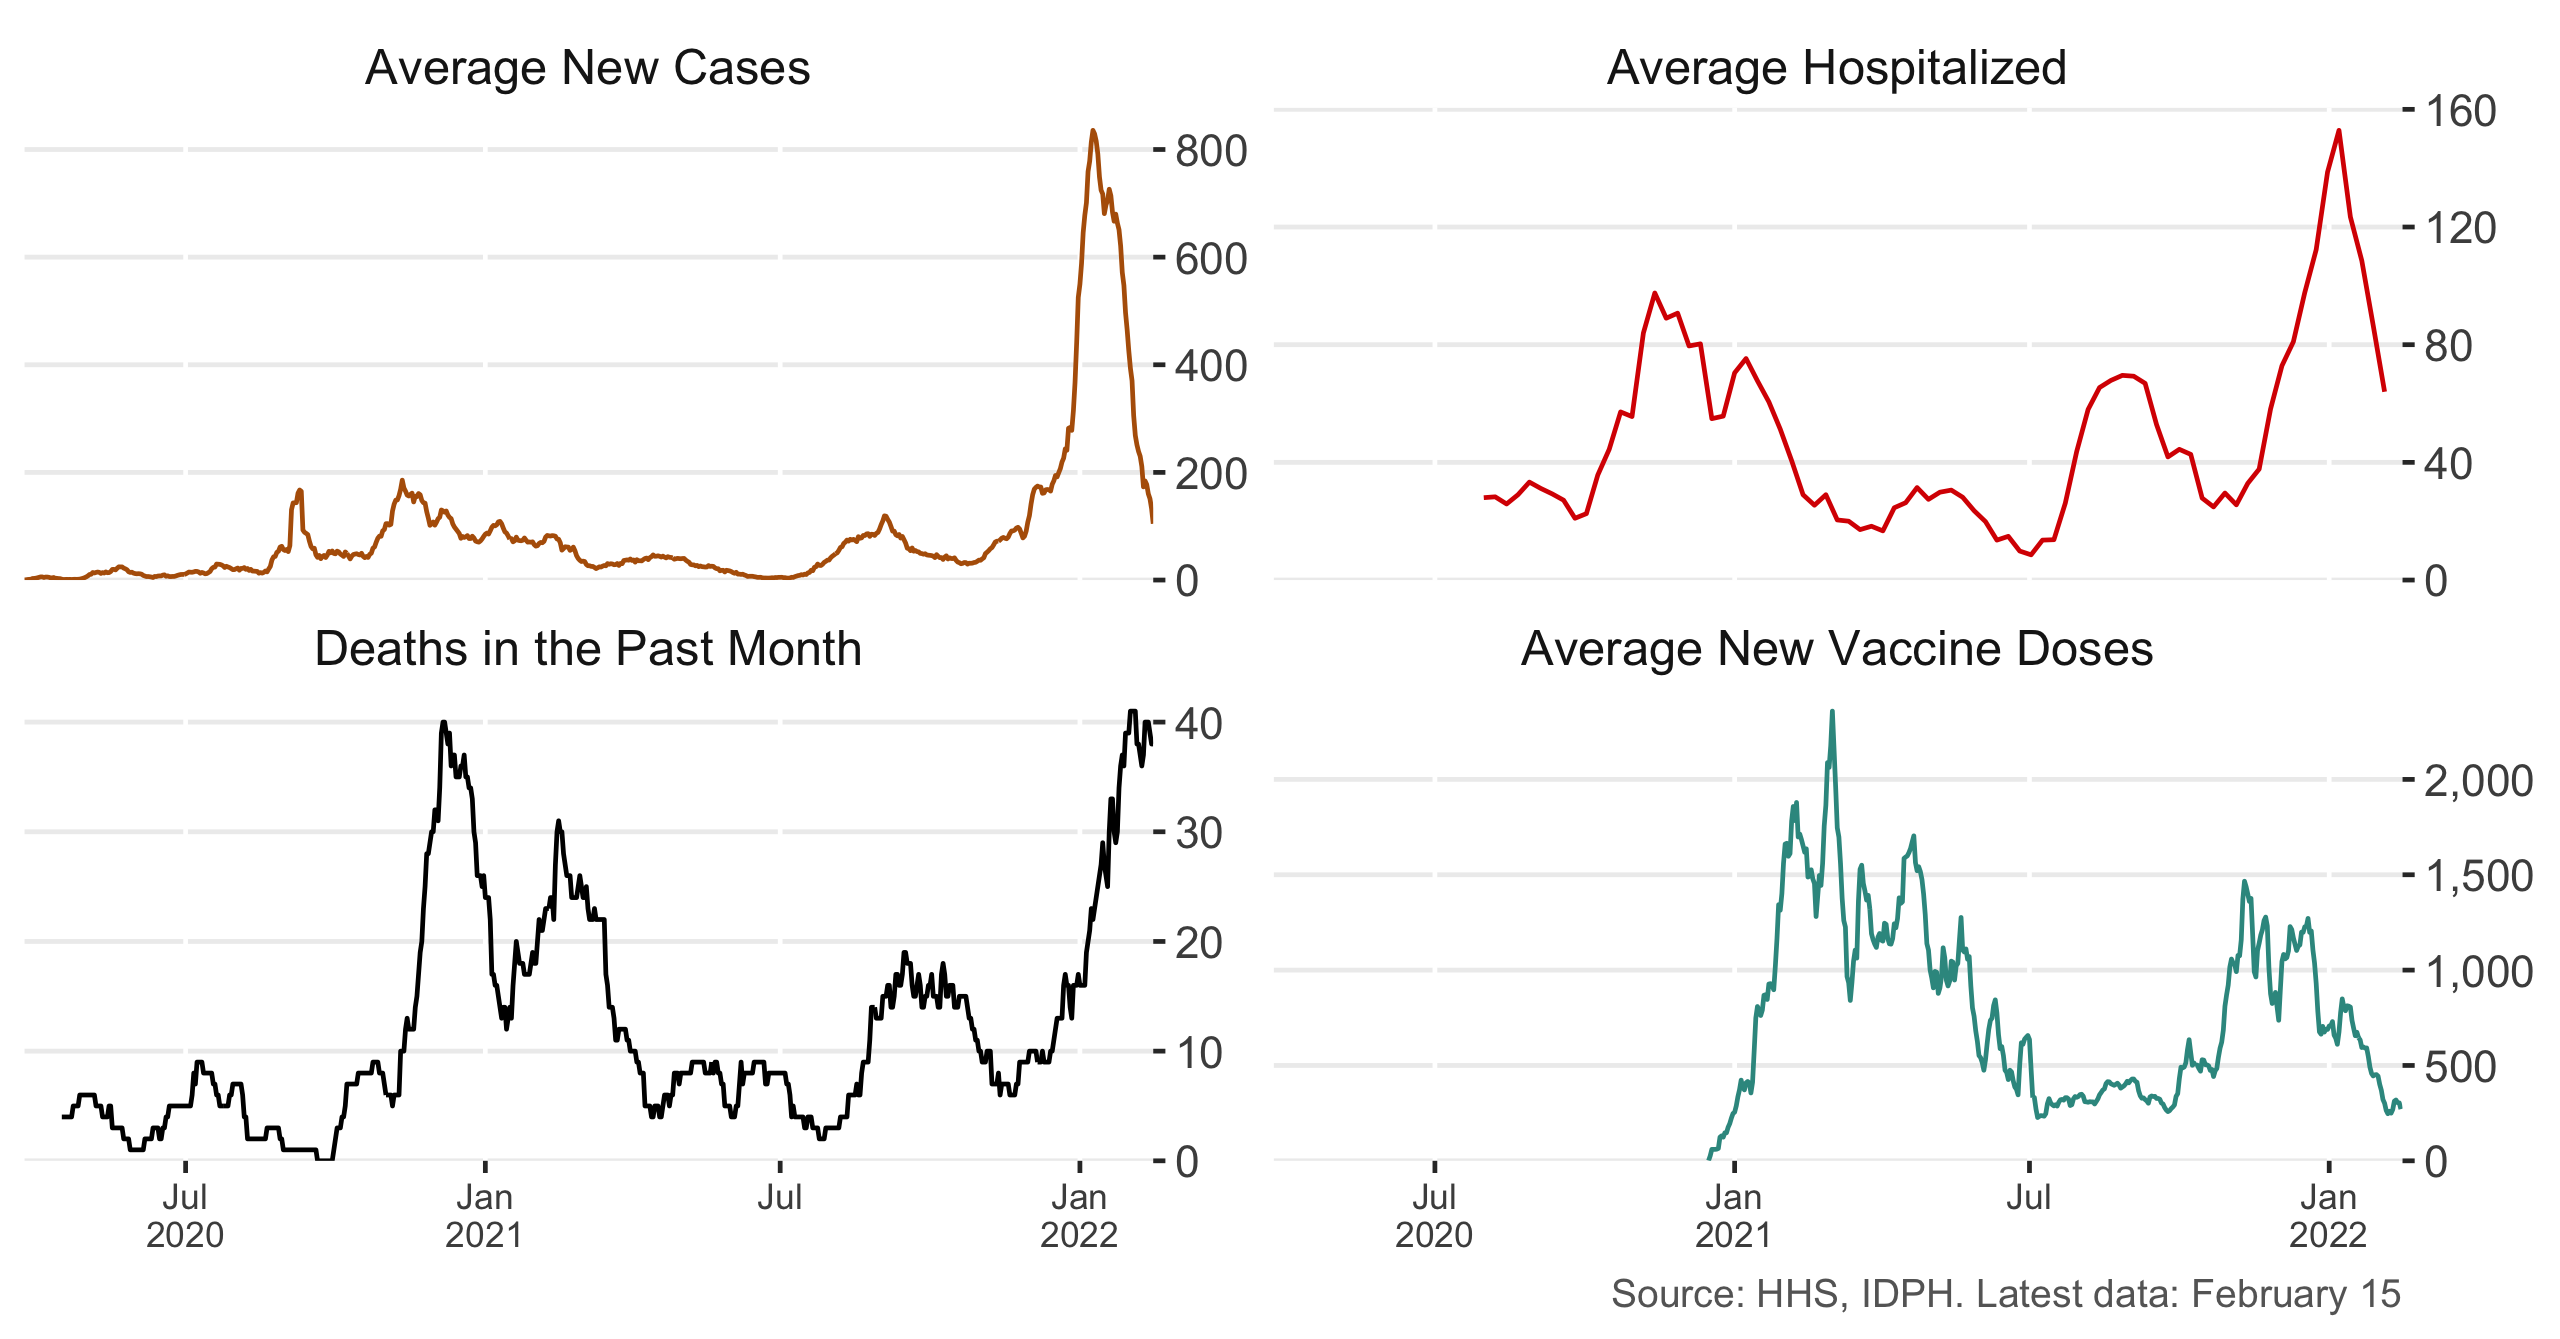 Average New Cases
800
600
400
200
0
Average Hospitalized
160
120
80
40
0
Deaths in the Past Month
40
30
20
10
0
Jul Jan Jul Jan
2020 2021 2022
Average New Vaccine Doses
2,000
1,500
1,000
500
0
Jul Jan Jul Jan
2020 2021 2022
Source: HHS, IDPH. Latest data: February 15